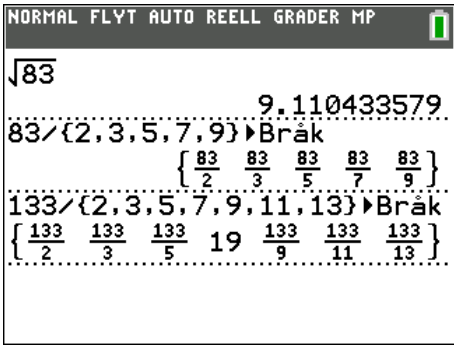 NORMAL FLYT AUTO REELL GRADER MP
√83
9.110433579
83/{2,3,5,7,9}▶Bråk
{83/2 83/3 83/5 83/7 83/9}
133/{2,3,5,7,9,11,13}▶Bråk
{133/2 133/3 133/5 19 133/9 133/11 133/13}